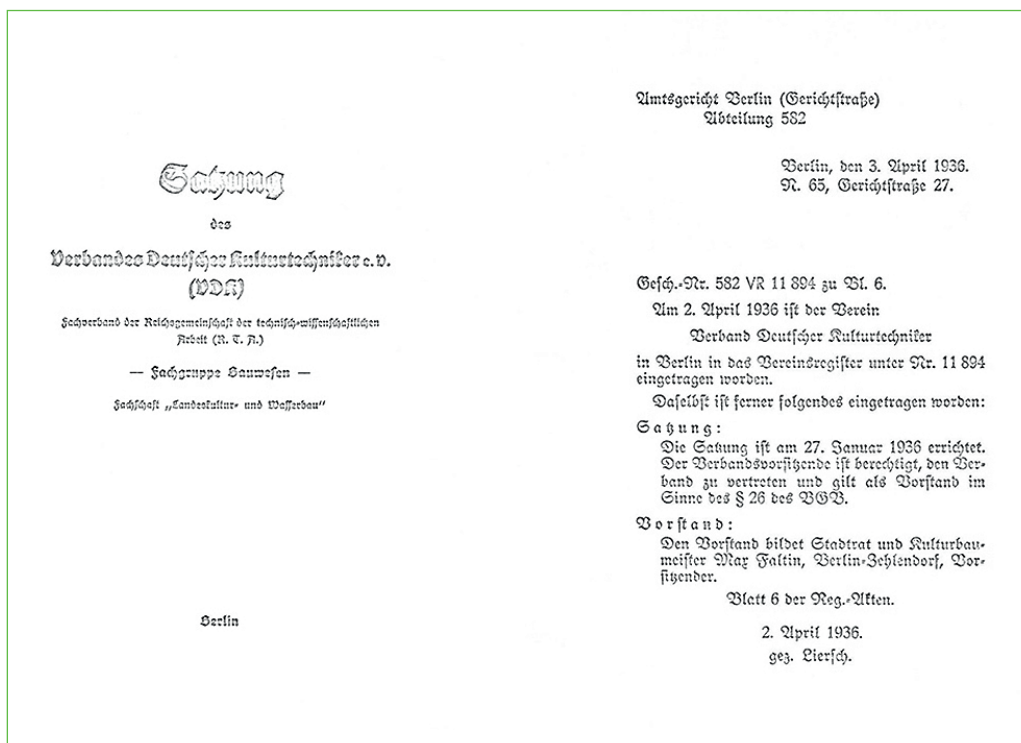 Satzung
des
Verbandes Deutscher Kulturtechniker e. V.
(VDK)
Fachverband der Reichsgemeinschaft der technisch-wissenschaftlichen
Arbeit (R. T. A.)
— Fachgruppe Bauwesen —
Fachschaft „Landeskultur- und Wasserbau“
Berlin
Amtsgericht Berlin (Gerichtstraße)
Abteilung 582
Berlin, den 3. April 1936.
N. 65, Gerichtstraße 27.
Gesch.-Nr. 582 VR 11 894 zu Bl. 6.
Am 2. April 1936 ist der Verein
Verband Deutscher Kulturtechniker
in Berlin in das Vereinsregister unter Nr. 11 894
eingetragen worden.
Daselbst ist ferner folgendes eingetragen worden:
Satzung:
Die Satzung ist am 27. Januar 1936 errichtet.
Der Verbandsvorsitzende ist berechtigt, den Ver-
band zu vertreten und gilt als Vorstand im
Sinne des § 26 des BGB.
Vorstand:
Den Vorstand bildet Stadtrat und Kulturbau-
meister Max Faltin, Berlin-Zehlendorf, Vor-
sitzender.
Blatt 6 der Reg.-Akten.
2. April 1936.
gez. Liersch.